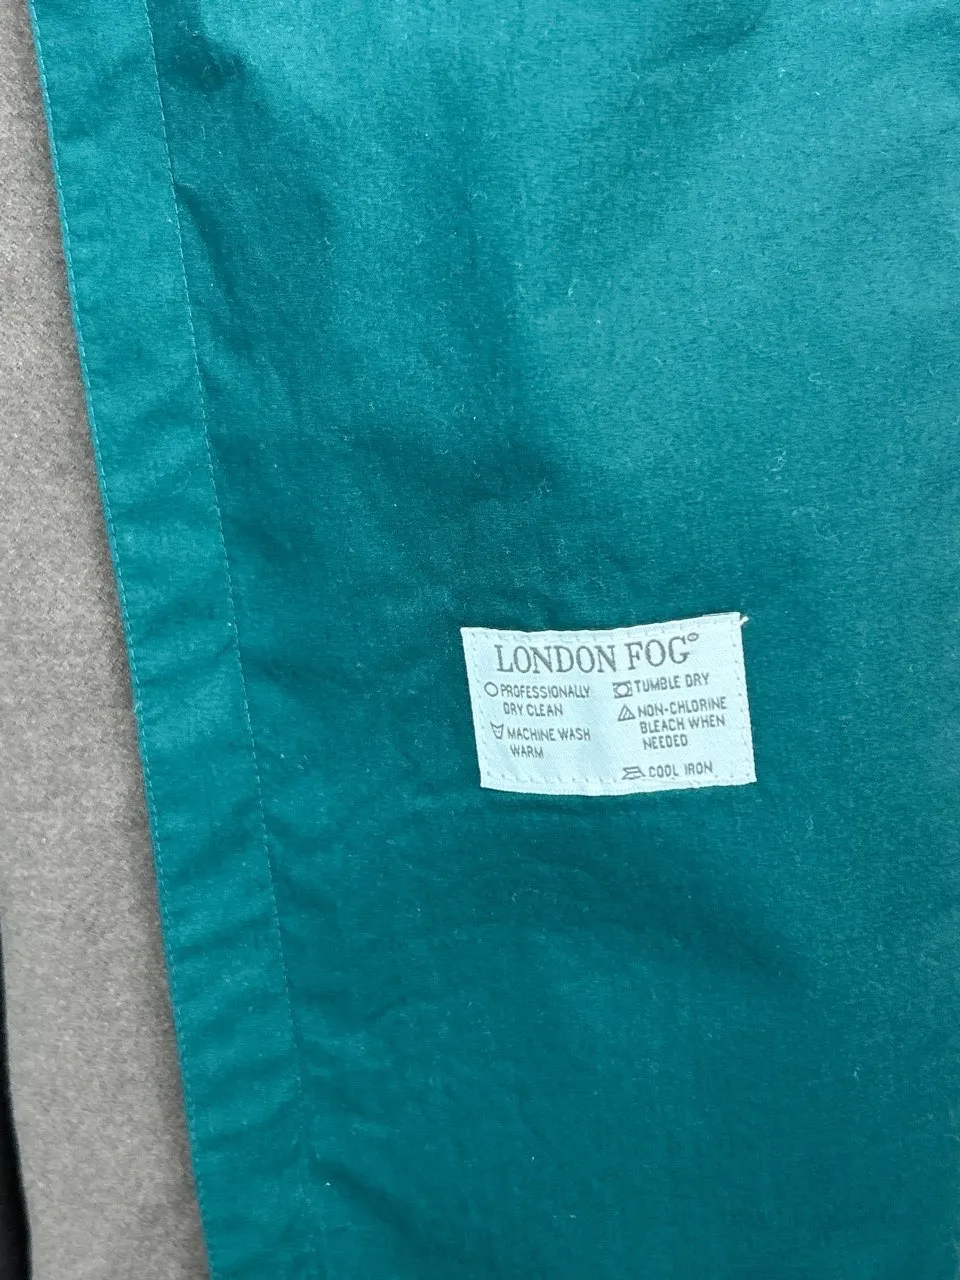 LONDON FOG
PROFESSIONALLY
DRY CLEAN
MACHINE WASH
WARM
TUMBLE DRY
NON-CHLORINE
BLEACH WHEN
NEEDED
COOL IRON